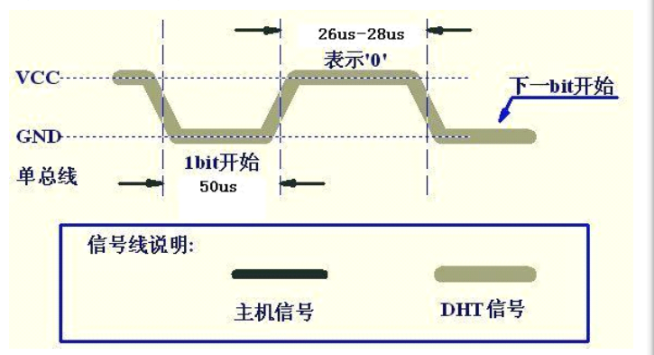 26us-28us
表示'0'
VCC
下一bit开始
GND
1bit开始
单总线
50us
信号线说明:
主机信号
DHT信号